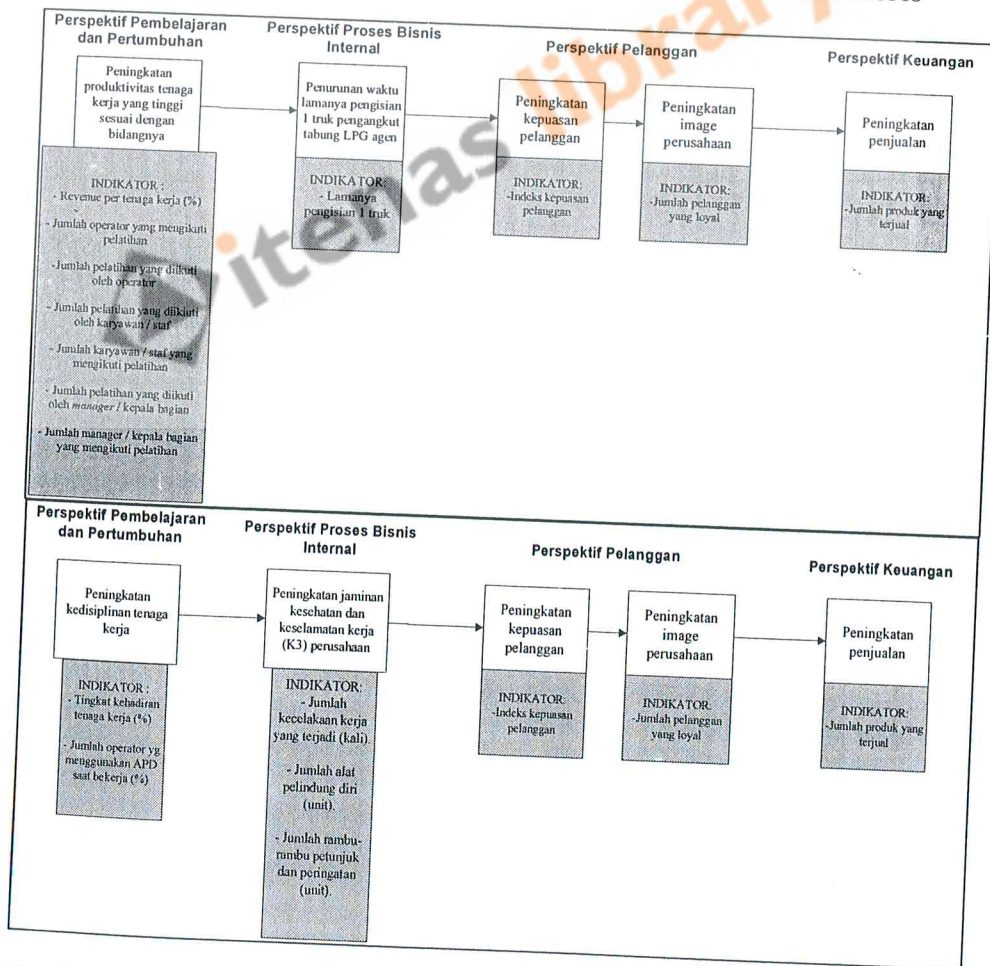 Perspektif Pembelajaran
dan Pertumbuhan
Peningkatan
produktivitas tenaga
kerja yang tinggi
sesuai dengan
bidangnya
INDIKATOR :
- Revenue per tenaga kerja (%)
- Jumlah operator yang mengikuti
pelatihan
-Jumlah pelatihan yang diikuti
oleh operator
- Jumlah pelatihan yang diikiuti
oleh karyawan / staf
- Jumlah karyawan / staf yang
mengikuti pelatihan
- Jumlah pelatihan yang diikuti
oleh manager / kepala bagian
- Jumlah manager / kepala bagian
yang mengikuti pelatihan
Perspektif Proses Bisnis
Internal
Penurunan waktu
lamanya pengisian
1 truk pengangkut
tabung LPG agen
INDIKATOR:
- Lamanya
pengisian 1 truk
Perspektif Pelanggan
Peningkatan
kepuasan
pelanggan
INDIKATOR:
-Indeks kepuasan
pelanggan
Peningkatan
image
perusahaan
INDIKATOR:
-Jumlah pelanggan
yang loyal
Perspektif Keuangan
Peningkatan
penjualan
INDIKATOR:
-Jumlah produk yang
terjual
itenas library
Perspektif Pembelajaran
dan Pertumbuhan
Peningkatan
kedisiplinan tenaga
kerja
INDIKATOR :
- Tingkat kehadiran
tenaga kerja (%)
- Jumlah operator yg
menggunakan APD
saat bekerja (%)
Perspektif Proses Bisnis
Internal
Peningkatan jaminan
kesehatan dan
keselamatan kerja
(K3) perusahaan
INDIKATOR:
- Jumlah
kecelakaan kerja
yang terjadi (kali).
- Jumlah alat
pelindung diri
(unit).
- Jumlah rambu-
rambu petunjuk
dan peringatan
(unit).
Perspektif Pelanggan
Peningkatan
kepuasan
pelanggan
INDIKATOR:
-Indeks kepuasan
pelanggan
Peningkatan
image
perusahaan
INDIKATOR:
-Jumlah pelanggan
yang loyal
Perspektif Keuangan
Peningkatan
penjualan
INDIKATOR:
-Jumlah produk yang
terjual